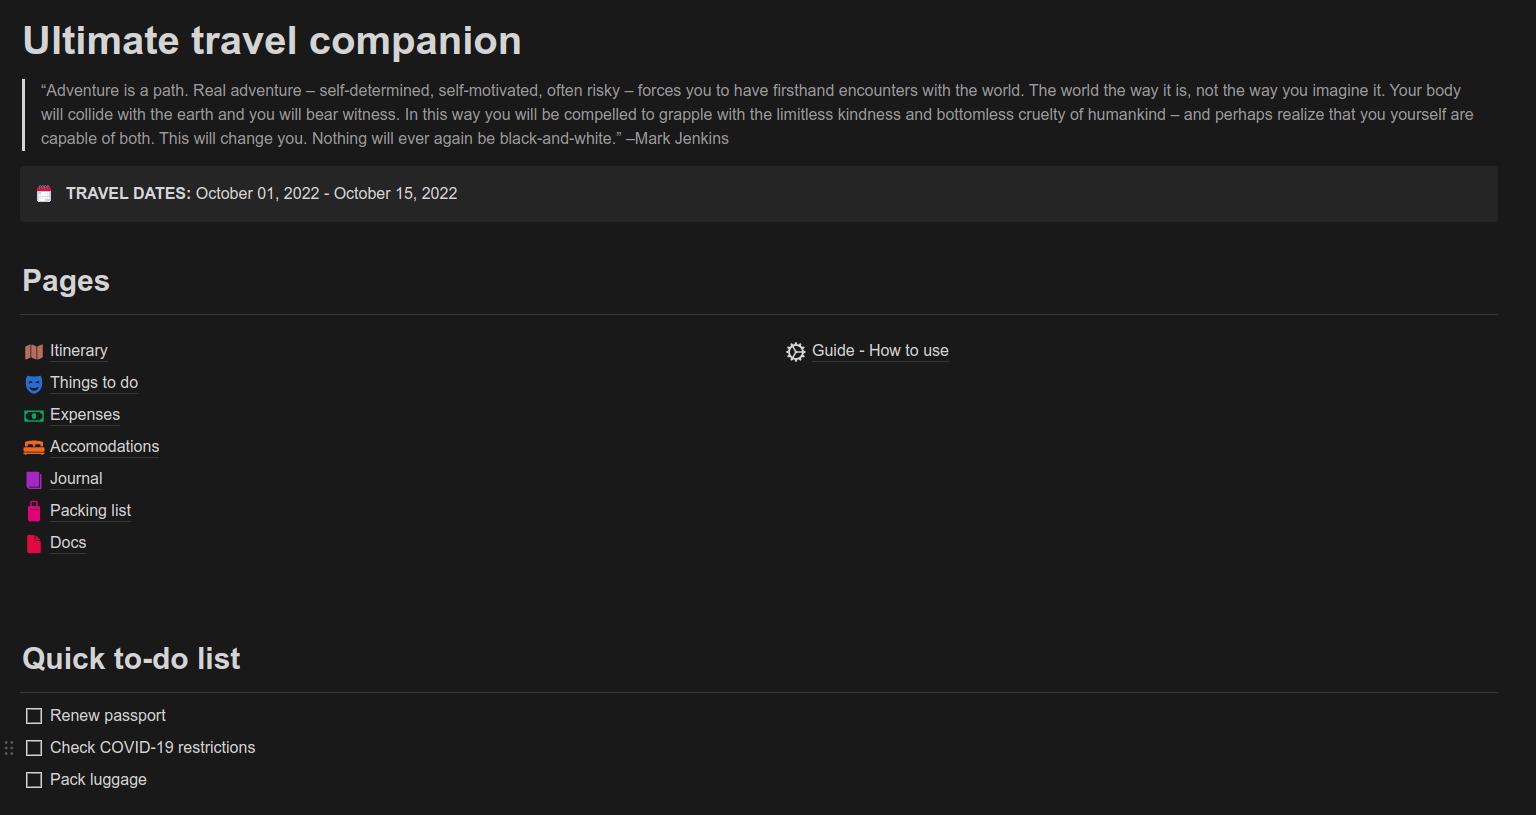 Ultimate travel companion
“Adventure is a path. Real adventure – self-determined, self-motivated, often risky – forces you to have firsthand encounters with the world. The world the way it is, not the way you imagine it. Your body
will collide with the earth and you will bear witness. In this way you will be compelled to grapple with the limitless kindness and bottomless cruelty of humankind – and perhaps realize that you yourself are
capable of both. This will change you. Nothing will ever again be black-and-white.” –Mark Jenkins
TRAVEL DATES: October 01, 2022 - October 15, 2022
Pages
Itinerary
Things to do
Expenses
Accomodations
Journal
Packing list
Docs
Guide - How to use
Quick to-do list
Renew passport
Check COVID-19 restrictions
Pack luggage